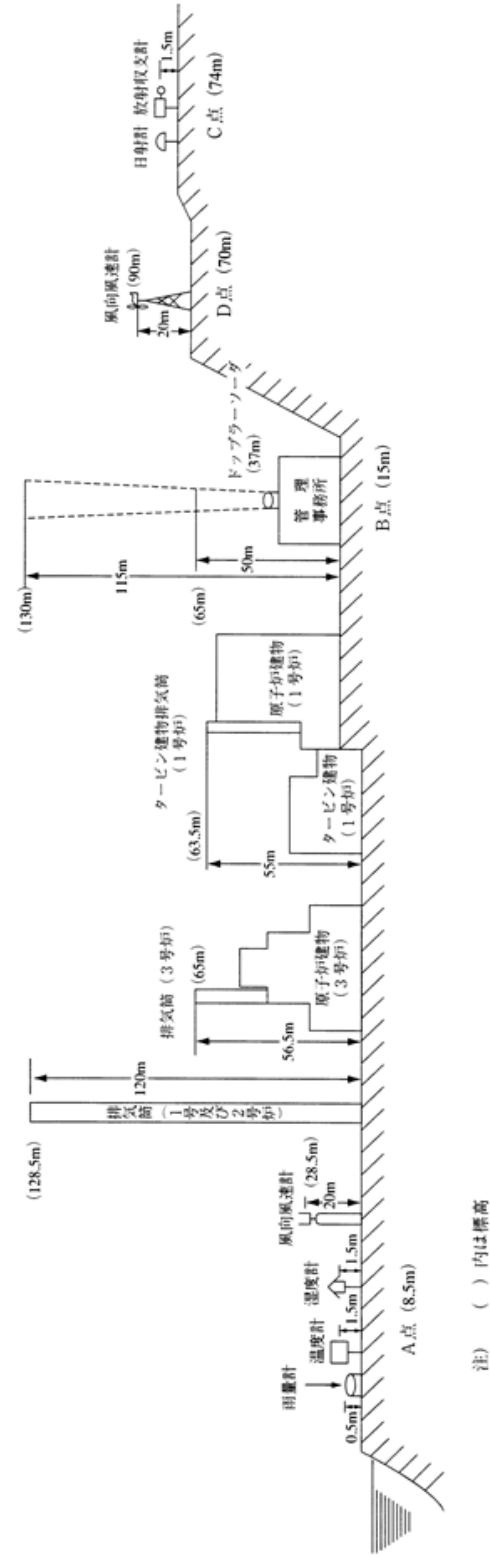 雨量計
0.5m
温度計
1.5m
湿度計
1.5m
風向風速計
(28.5m)
20m
A点 (8.5m)
(128.5m)
120m
排気筒
(1号及び2号炉)
排気筒 (3号炉)
(65m)
56.5m
原子炉建物
(3号炉)
タービン建物排気筒
(1号炉)
(63.5m)
55m
タービン建物
(1号炉)
原子炉建物
(1号炉)
(130m)
115m
(65m)
50m
ドップラーソーダ
(37m)
管理
事務所
B点 (15m)
風向風速計
(90m)
20m
D点 (70m)
日射計
放射収支計
1.5m
C点 (74m)
注) ( ) 内は標高